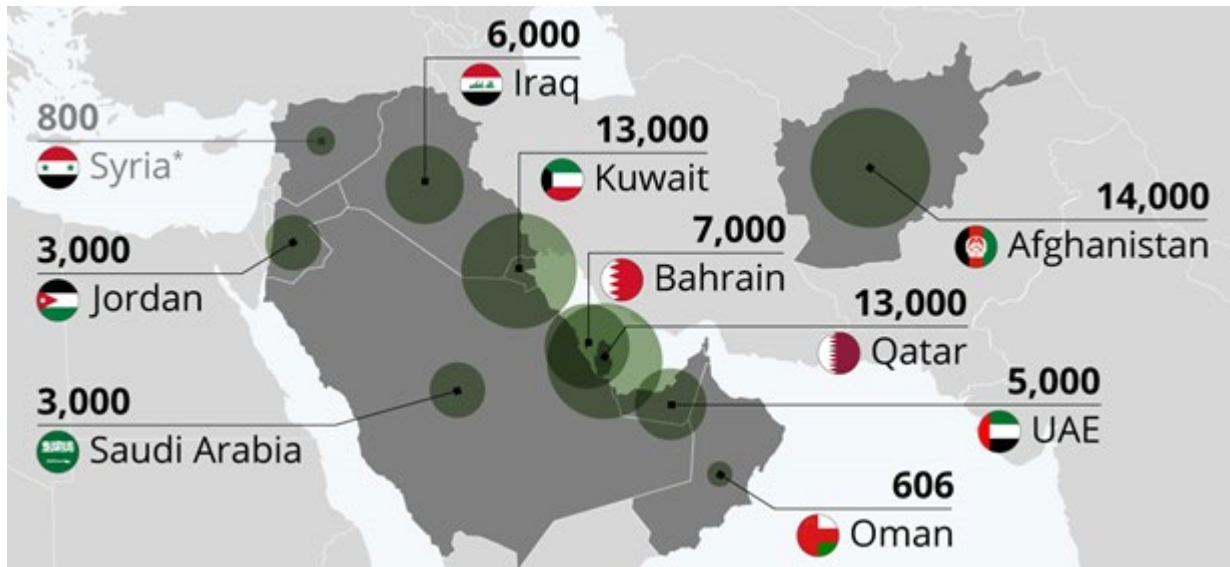 6,000
Iraq
800
Syria*
13,000
Kuwait
14,000
Afghanistan
7,000
Bahrain
3,000
Jordan
13,000
Qatar
5,000
UAE
3,000
Saudi Arabia
606
Oman